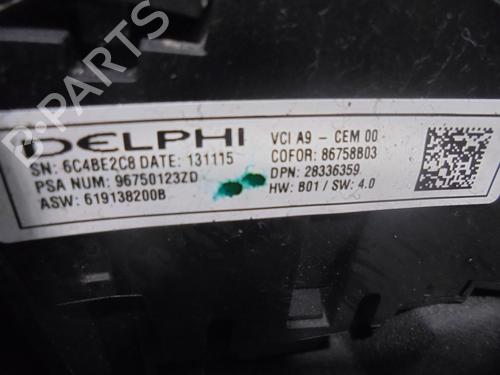 DELPHI
VCI A9 - CEM 00
SN: 6C4BE2C8 DATE: 131115
COFOR: 86758B03
PSA NUM: 96750123ZD
DPN: 28336359
ASW: 619138200B
HW: B01 / SW: 4.0
B-PARTS